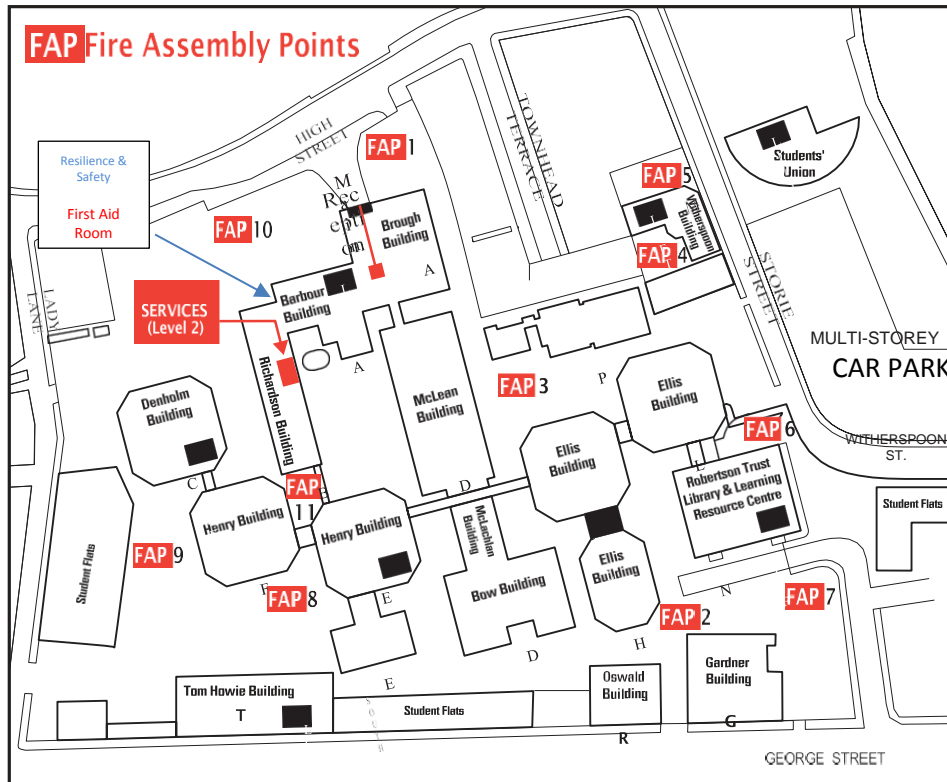 FAP Fire Assembly Points
HIGH
STREET
FAP 1
TOWNHEAD
TERRACE
Students'
Union
Resilience &
Safety
First Aid
Room
FAP 10
M
Brough
Building
A
FAP 5
Witherspoon
Building
FAP 4
STORIE
STREET
LADY
LANE
SERVICES
(Level 2)
Barbour
Building
A
MULTI-STOREY
CAR PARK
Richardson Building
McLean
Building
FAP 3
P
Ellis
Building
Denholm
Building
C
FAP 6
WITHERSPOON
ST.
Ellis
Building
L
Robertson Trust
Library & Learning
Resource Centre
Student Flats
D
FAP
11
Henry Building
Henry Building
McLachlan
Building
Student Flats
FAP 9
Ellis
Building
Bow Building
FAP 8
E
N
FAP 7
FAP 2
H
D
Tom Howie Building
T
E
Student Flats
Oswald
Building
R
Gardner
Building
G
GEORGE STREET